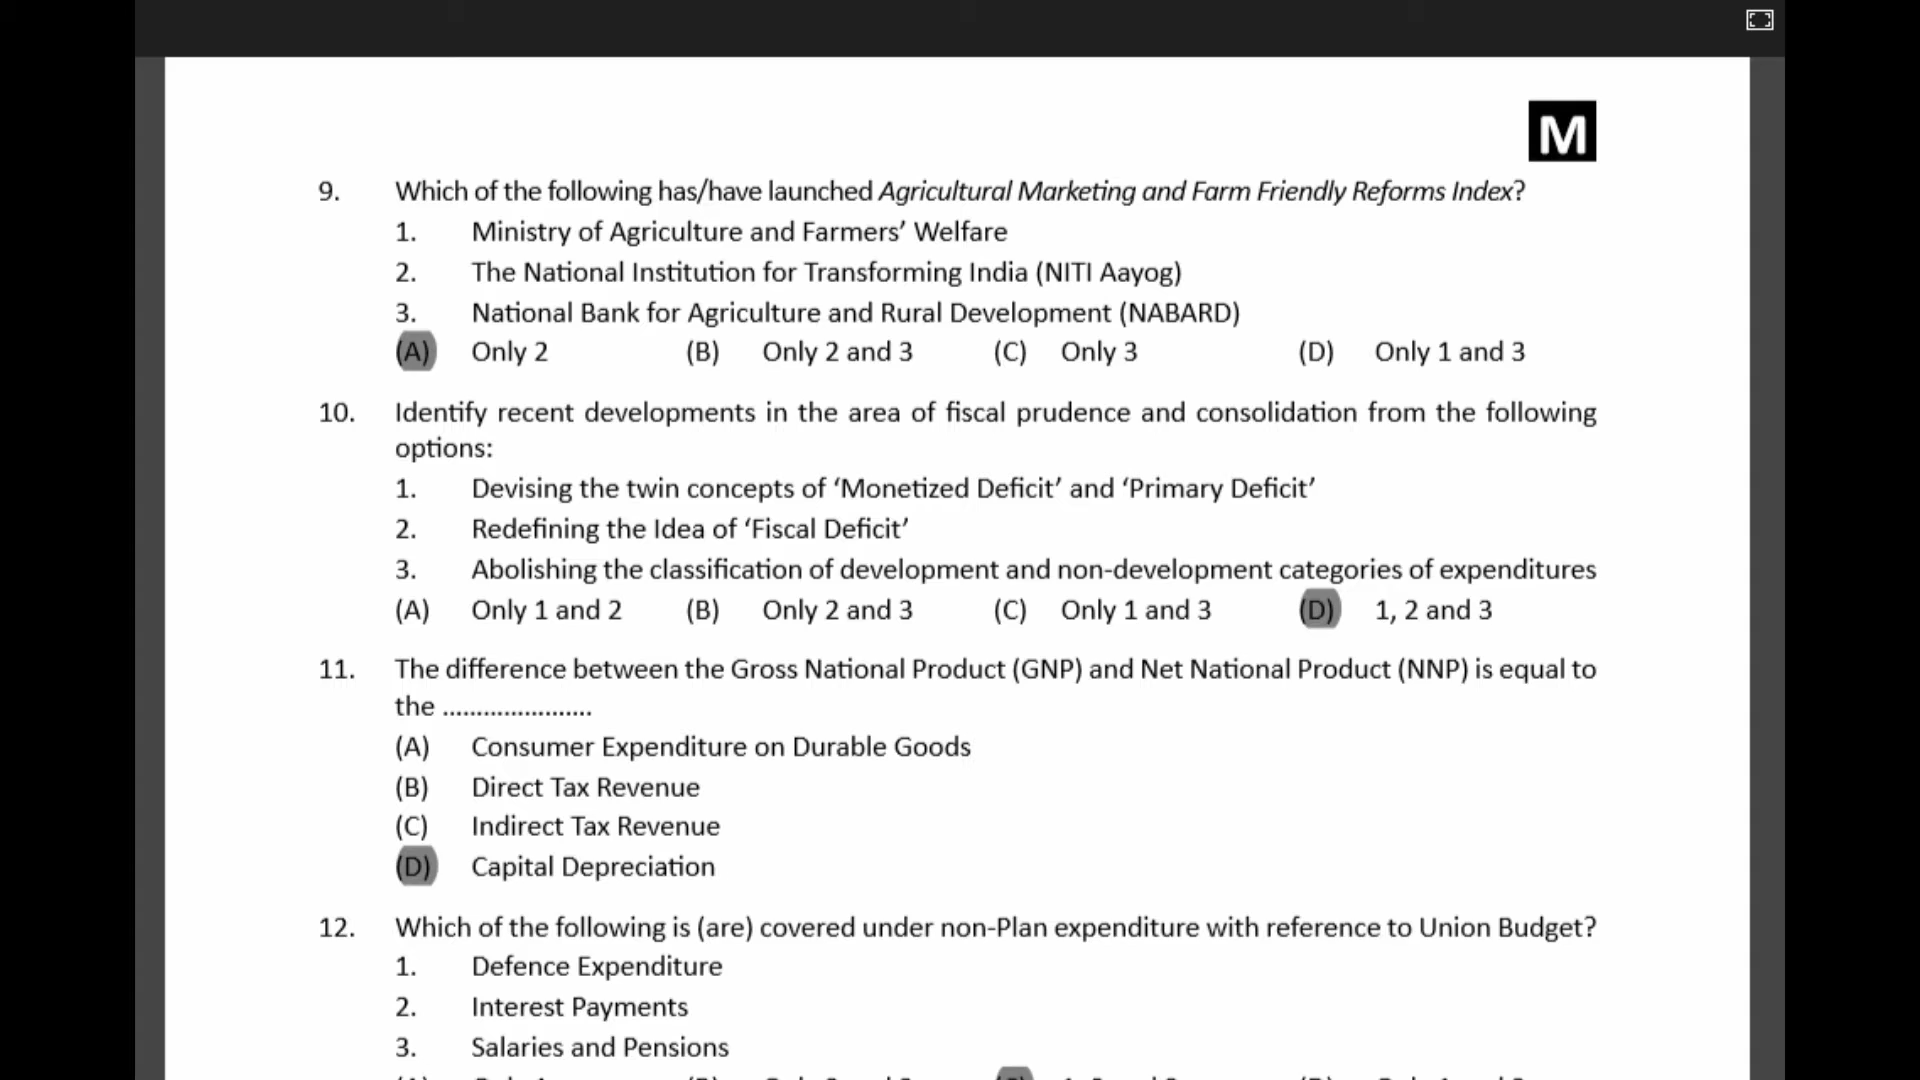 M
9. Which of the following has/have launched Agricultural Marketing and Farm Friendly Reforms Index?
1. Ministry of Agriculture and Farmers’ Welfare
2. The National Institution for Transforming India (NITI Aayog)
3. National Bank for Agriculture and Rural Development (NABARD)
(A) Only 2 (B) Only 2 and 3 (C) Only 3 (D) Only 1 and 3
10. Identify recent developments in the area of fiscal prudence and consolidation from the following
options:
1. Devising the twin concepts of ‘Monetized Deficit’ and ‘Primary Deficit’
2. Redefining the Idea of ‘Fiscal Deficit’
3. Abolishing the classification of development and non-development categories of expenditures
(A) Only 1 and 2 (B) Only 2 and 3 (C) Only 1 and 3 (D) 1, 2 and 3
11. The difference between the Gross National Product (GNP) and Net National Product (NNP) is equal to
the ......................
(A) Consumer Expenditure on Durable Goods
(B) Direct Tax Revenue
(C) Indirect Tax Revenue
(D) Capital Depreciation
12. Which of the following is (are) covered under non-Plan expenditure with reference to Union Budget?
1. Defence Expenditure
2. Interest Payments
3. Salaries and Pensions